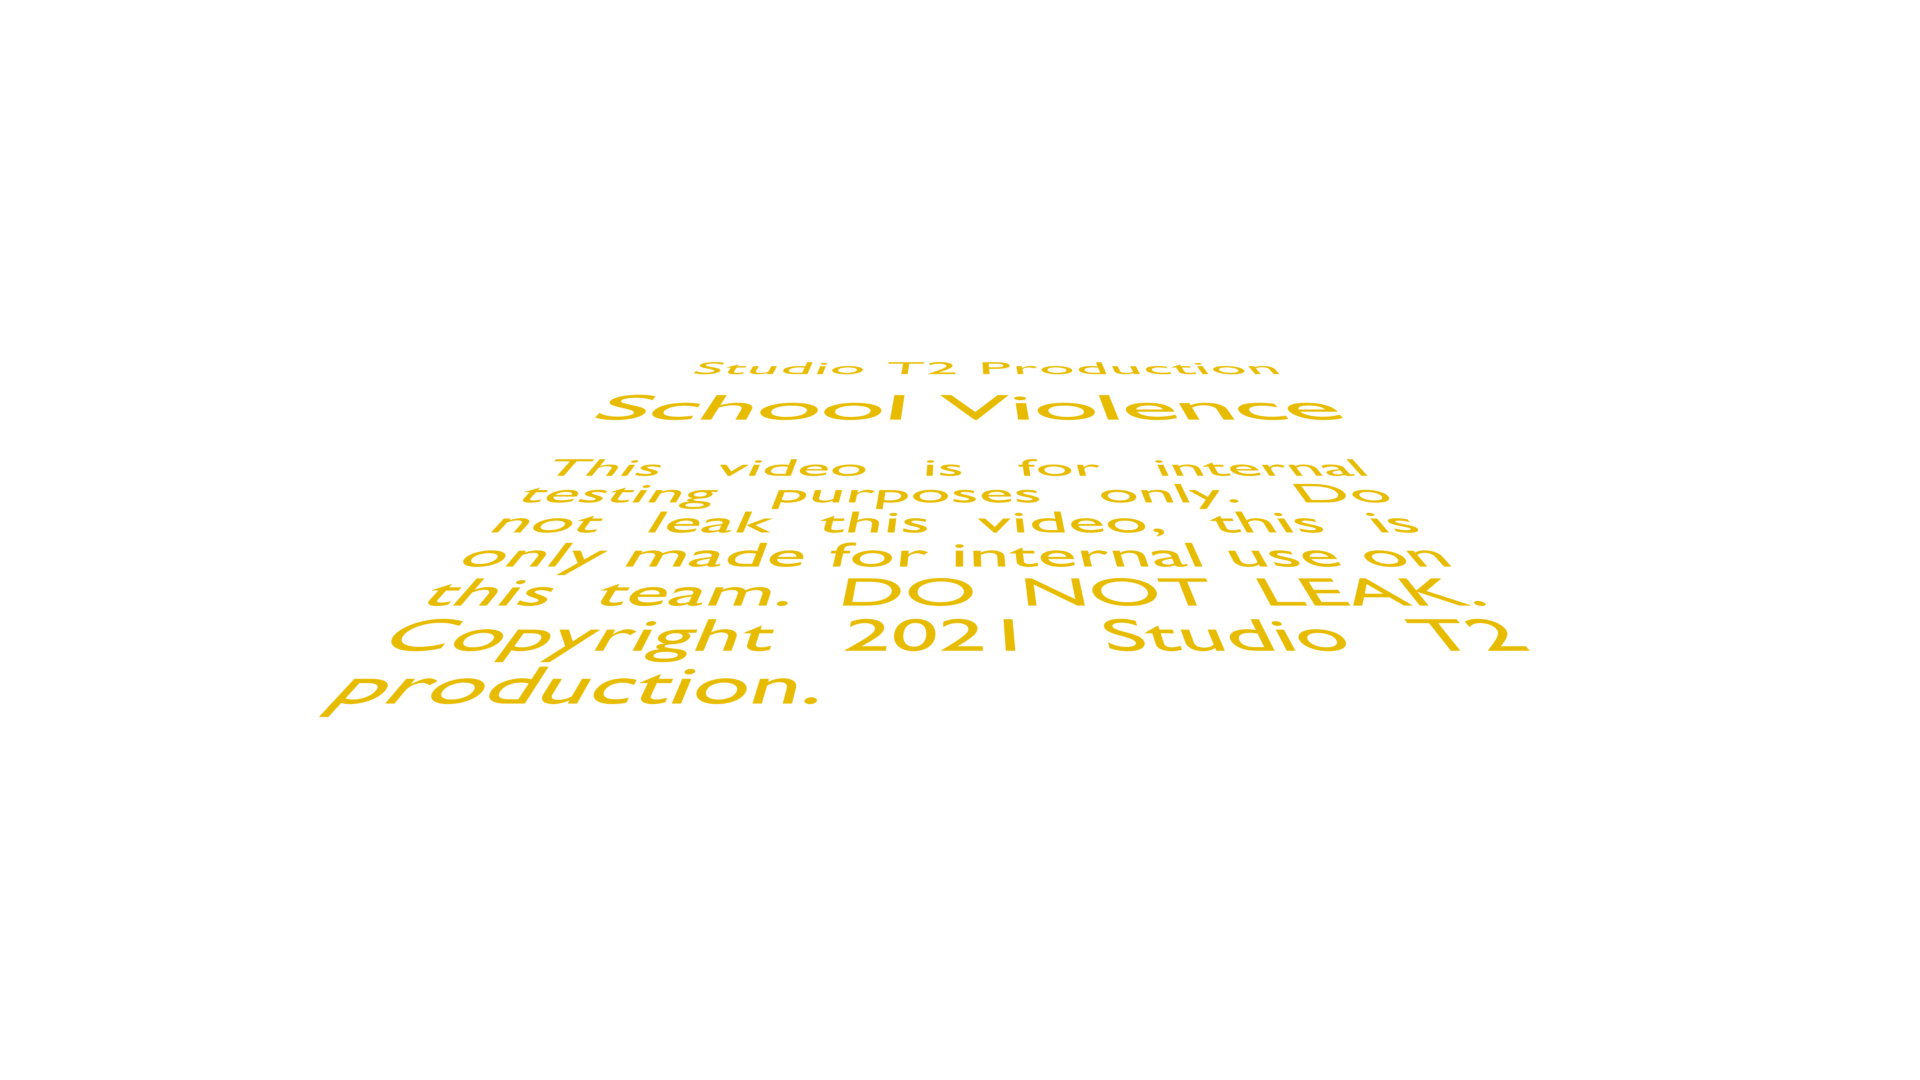 Studio T2 Production
School Violence
This video is for internal
testing purposes only. Do
not leak this video, this is
only made for internal use on
this team. DO NOT LEAK.
Copyright 2021 Studio T2
production.